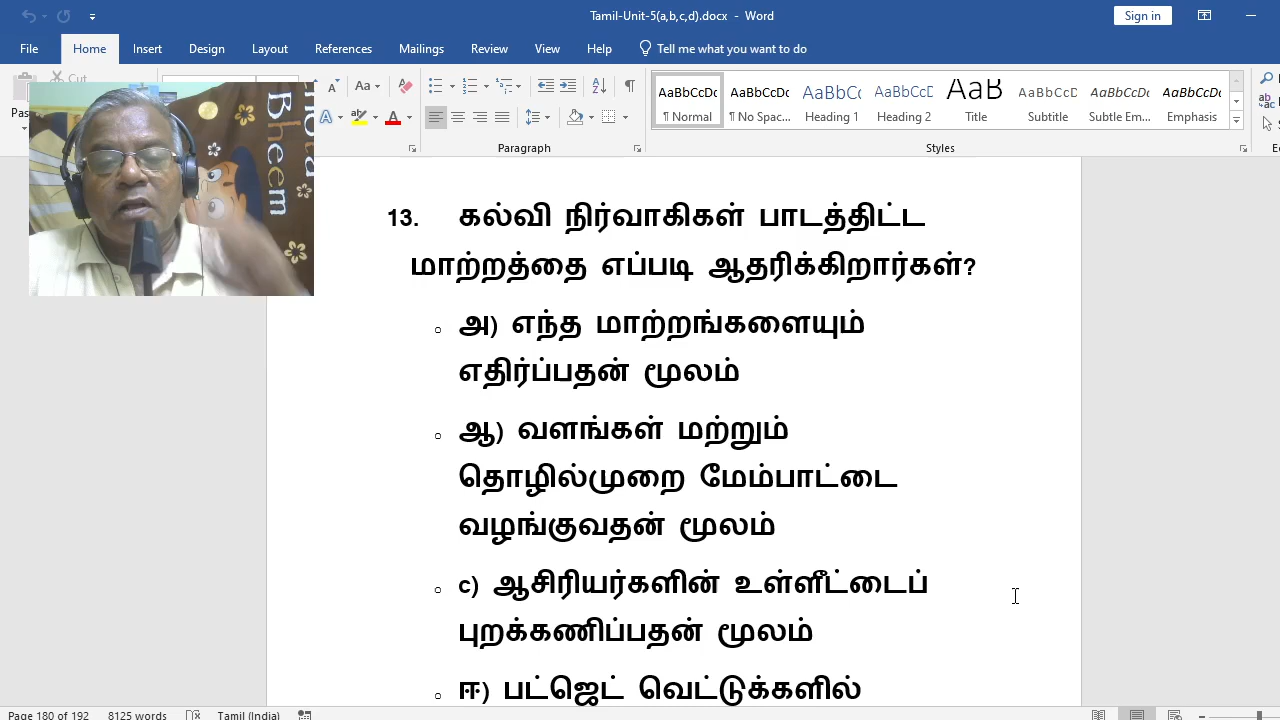 Tamil-Unit-5(a,b,c,d).docx - Word
Sign in
File Home Insert Design Layout References Mailings Review View Help Tell me what you want to do
Cut
Aa
AaBbCcDc AaBbCcDc AaBbCc AaBbCcD AaB AaBbCcD AaBbCcDc AaBbCcDc
¶ Normal ¶ No Spac... Heading 1 Heading 2 Title Subtitle Subtle Em... Emphasis
Paragraph Styles
Bheem
13. கல்வி நிர்வாகிகள் பாடத்திட்ட
மாற்றத்தை எப்படி ஆதரிக்கிறார்கள்?
அ) எந்த மாற்றங்களையும்
எதிர்ப்பதன் மூலம்
ஆ) வளங்கள் மற்றும்
தொழில்முறை மேம்பாட்டை
வழங்குவதன் மூலம்
c) ஆசிரியர்களின் உள்ளீட்டைப்
புறக்கணிப்பதன் மூலம்
ஈ) பட்ஜெட் வெட்டுக்களில்
Page 180 of 192 8125 words Tamil (India)